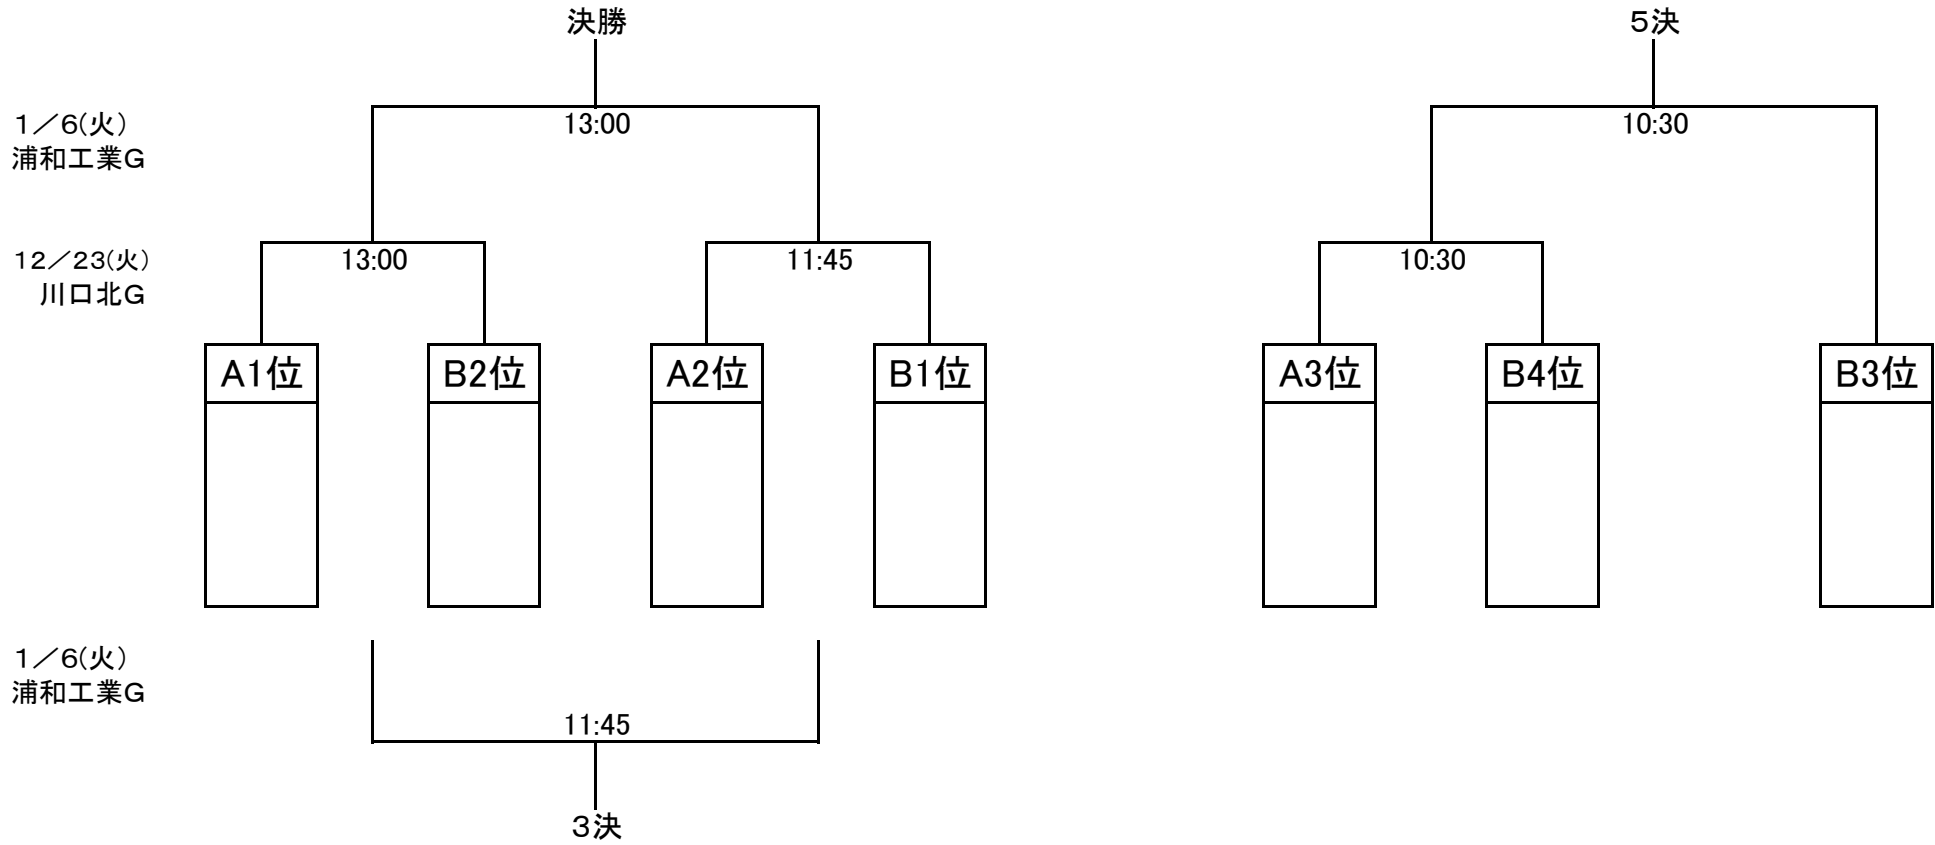 決勝
５決
１／６(火)
浦和工業Ｇ
13:00
10:30
１２／２３(火)
川口北Ｇ
13:00
11:45
10:30
A1位
B2位
A2位
B1位
A3位
B4位
B3位
１／６(火)
浦和工業Ｇ
11:45
３決